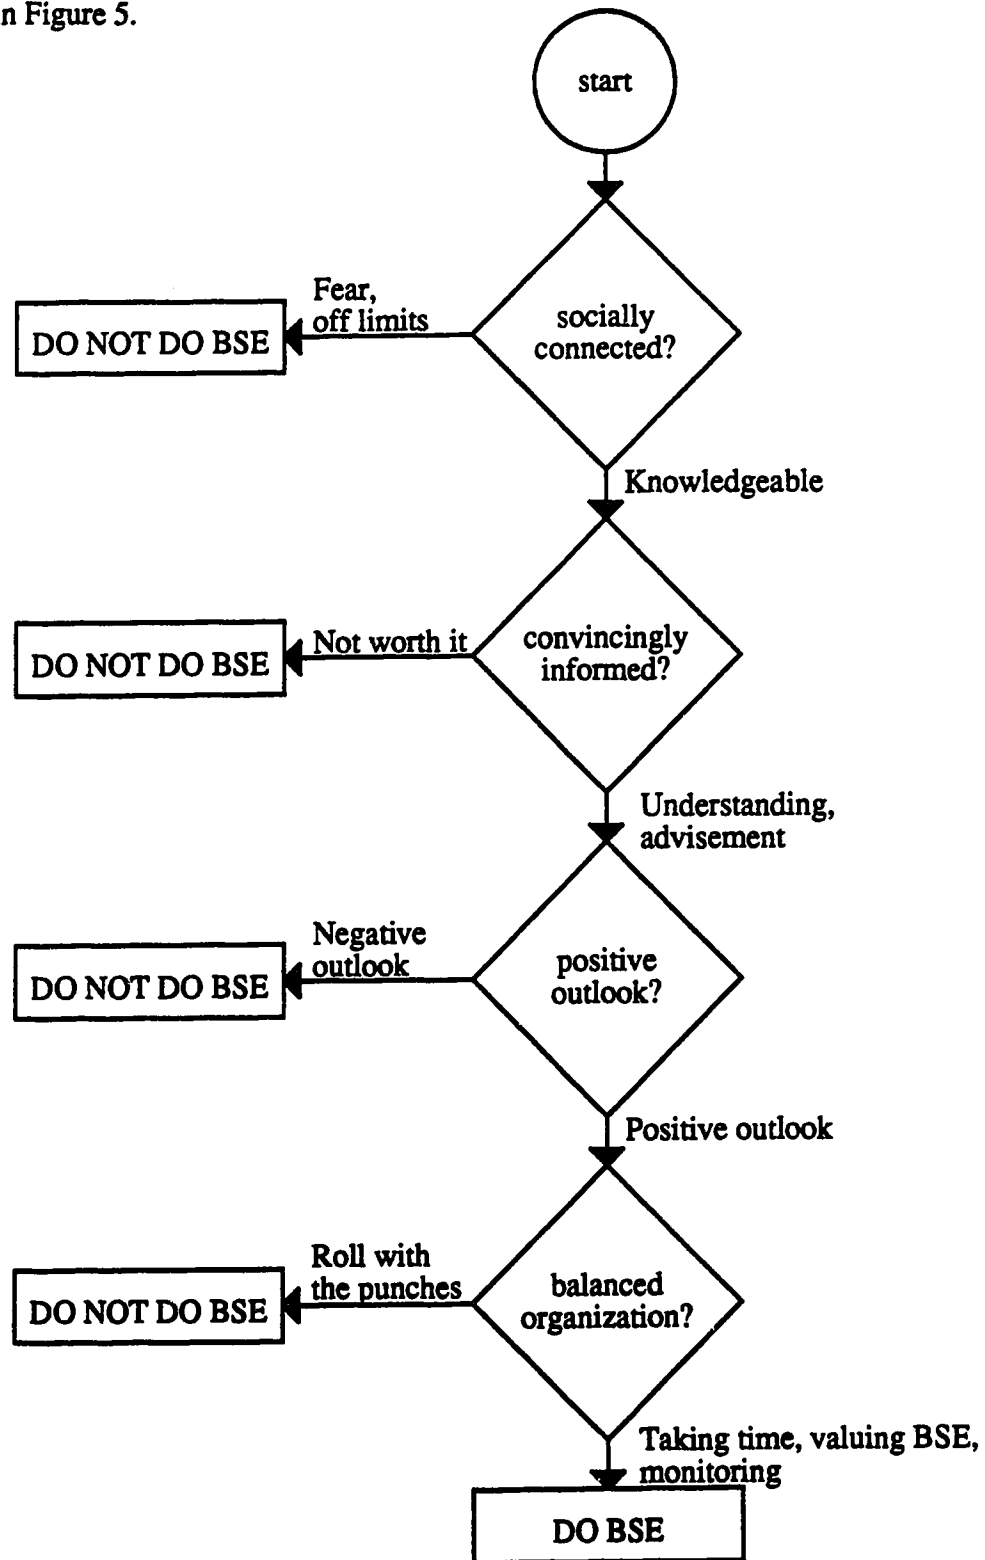 n Figure 5.
start
Fear,
off limits
socially
connected?
DO NOT DO BSE
Knowledgeable
Not worth it
convincingly
informed?
DO NOT DO BSE
Understanding,
advisement
Negative
outlook
positive
outlook?
DO NOT DO BSE
Positive outlook
Roll with
the punches
balanced
organization?
DO NOT DO BSE
Taking time, valuing BSE,
monitoring
DO BSE